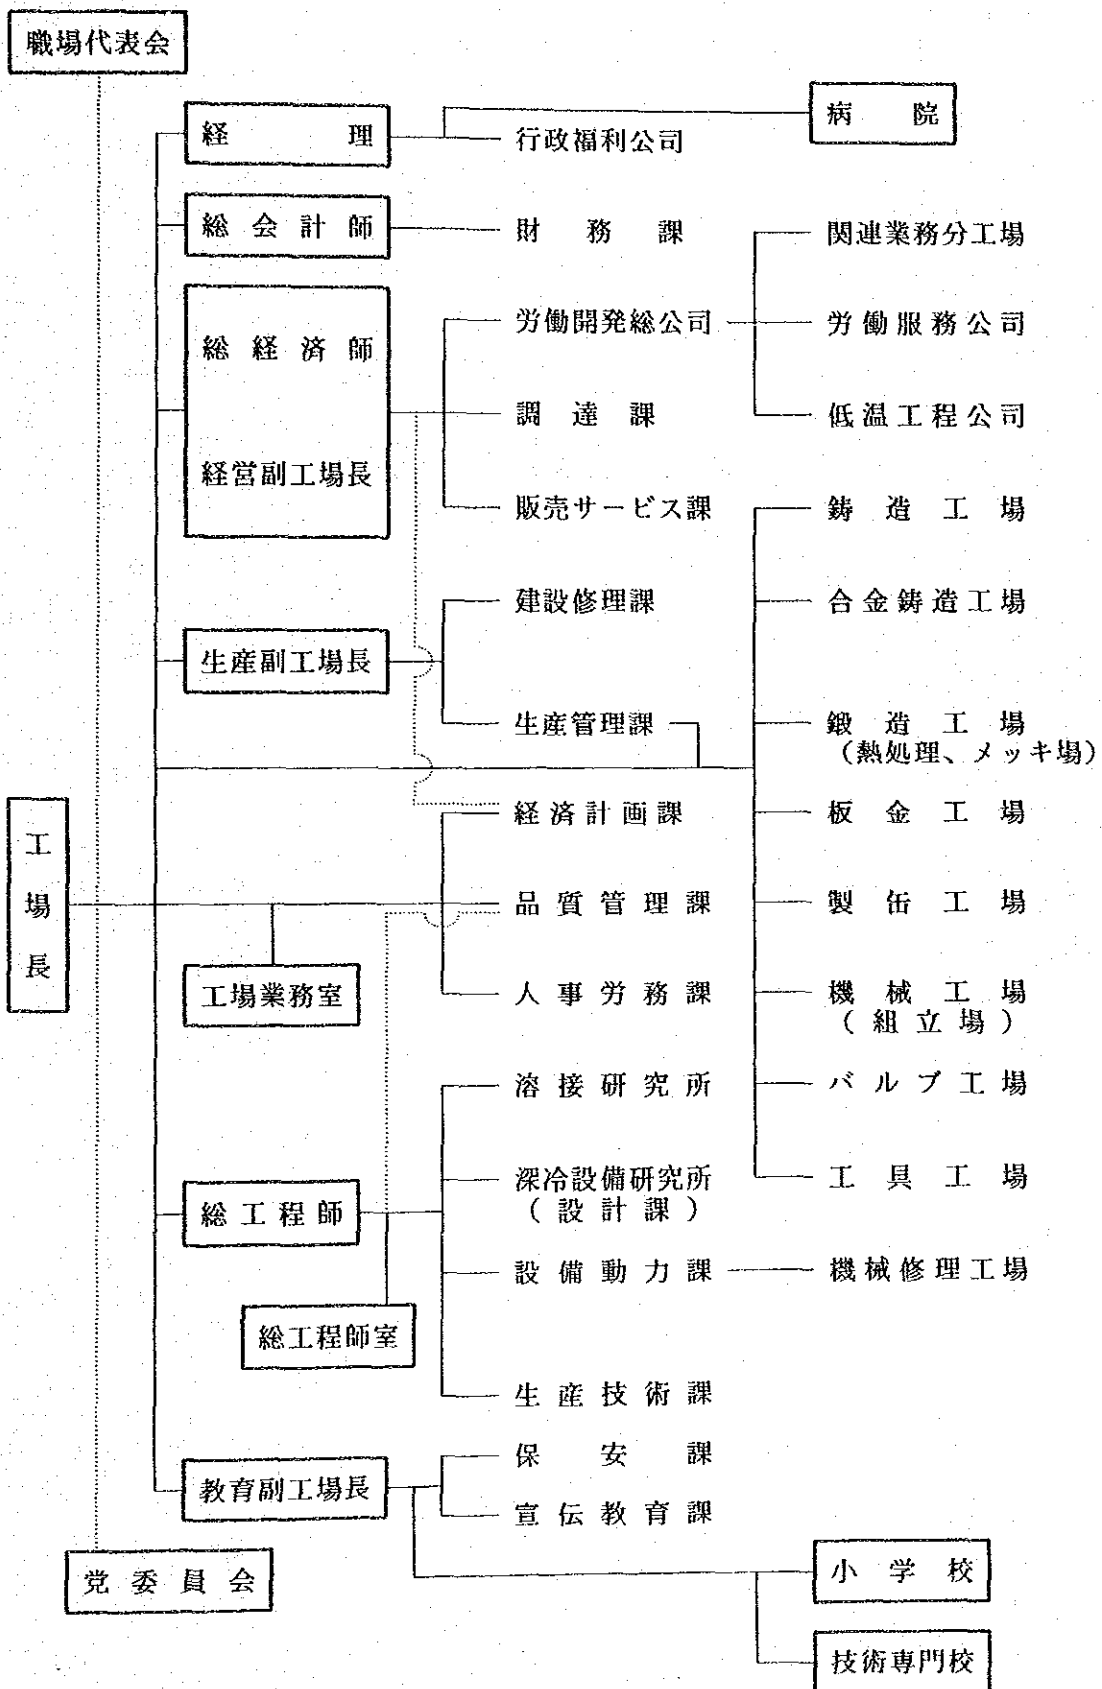 職場代表会
経理
行政福利公司
病院
総会計師
財務課
関連業務分工場
総経済師
経営副工場長
労働開発総公司
労働服務公司
調達課
低温工程公司
販売サービス課
鋳造工場
建設修理課
合金鋳造工場
生産副工場長
生産管理課
鍛造工場
(熱処理、メッキ場)
経済計画課
板金工場
工場長
品質管理課
製缶工場
工場業務室
人事労務課
機械工場
(組立場)
溶接研究所
バルブ工場
深冷設備研究所
(設計課)
工具工場
総工程師
設備動力課
機械修理工場
総工程師室
生産技術課
保安課
教育副工場長
宣伝教育課
党委員会
小学校
技術専門校